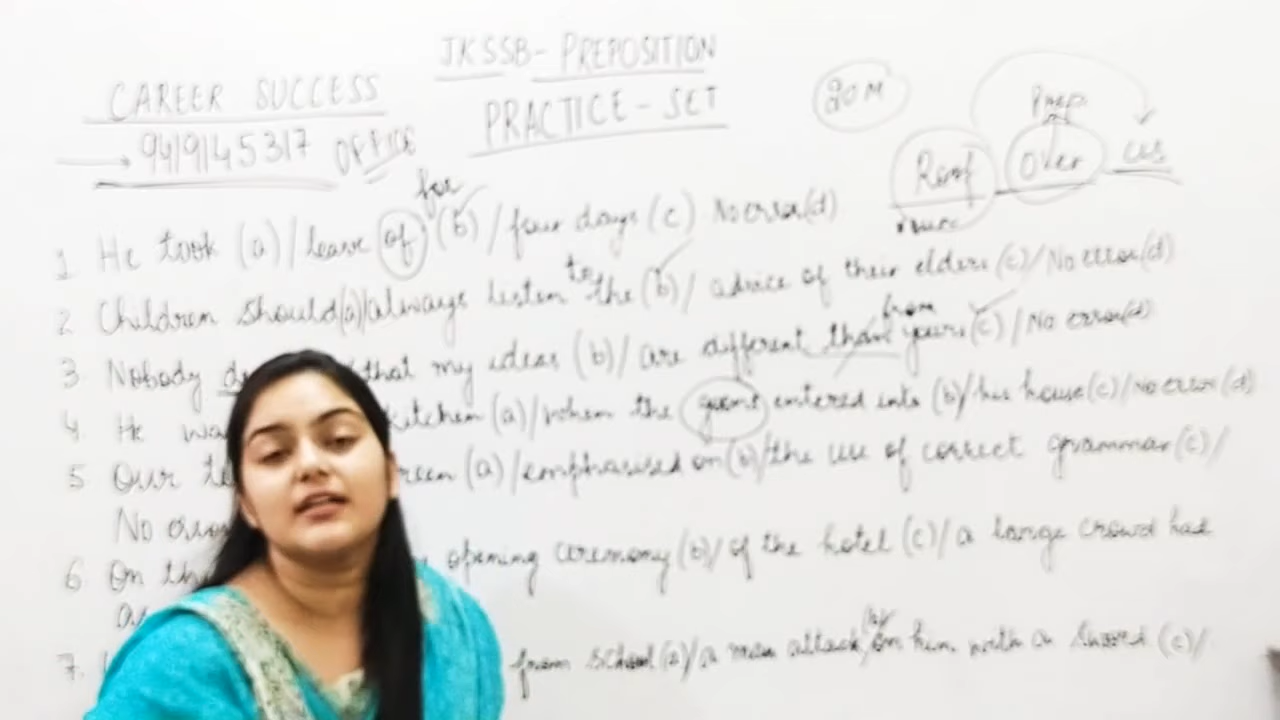 JKSSB - PREPOSITION
PRACTICE - SET
CAREER SUCCESS
9419145317 OFFICE
20 M
Prep
Roof Over us
for
1 He took (a)/ leave of (b)/ four days (c) No error(d)
to
2 Children should(a)/always listen the (b)/ advice of their elders (c)/No error(d)
from
3 Nobody that my ideas (b)/ are different than yours (c)/No error(d)
4 He kitchen (a)/when the entered into (b)/his house(c)/No error (d)
5 Our (a)/emphasised on(b)/the use of correct grammar(c)/
No
6 On opening ceremony (b)/ of the hotel (c)/a large crowd had
(b)/
7. from school (a)/a man attack on him with a sword (c)/